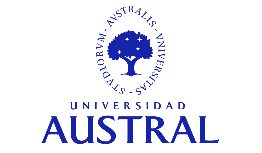 STVDIORVM · AVSTRALIS · VNIVERSITAS ·
UNIVERSIDAD
AUSTRAL